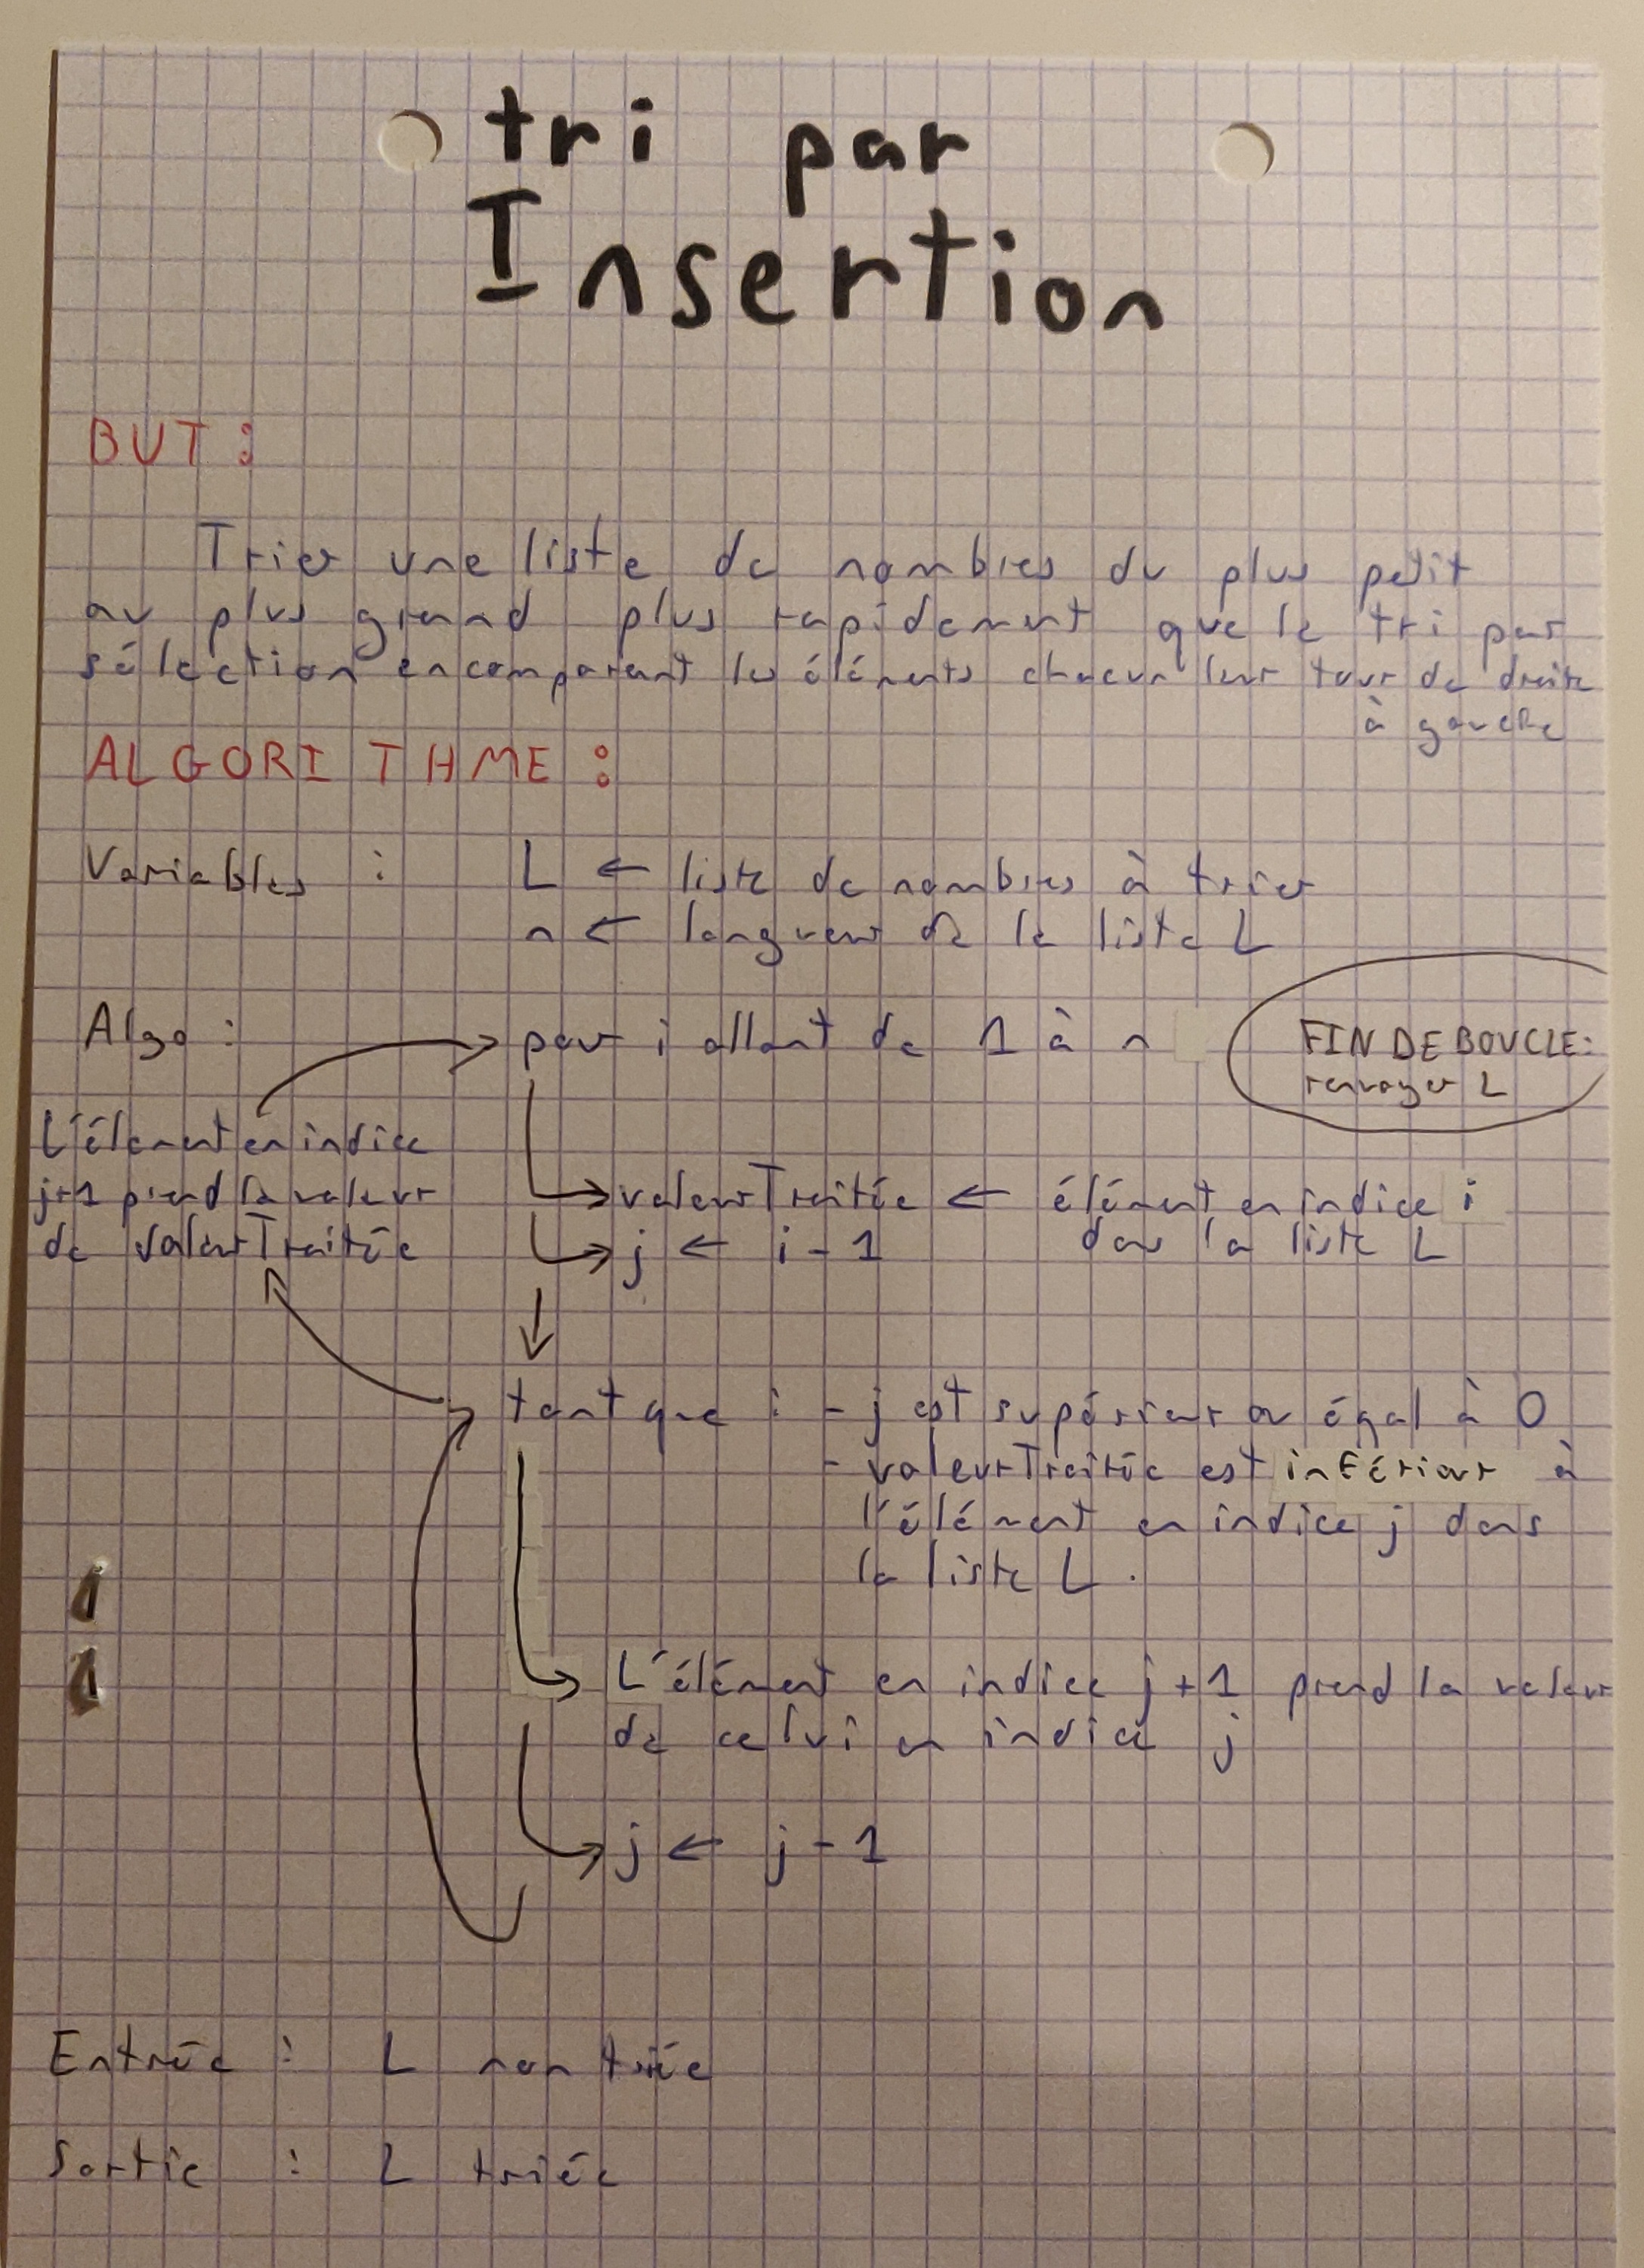 tri par
Insertion
BUT :
Trier une liste de nombres du plus petit
au plus grand plus rapidement que le tri par
sélection en comparant les éléments chacun leur tour de droite
à gauche
ALGORITHME :
Variables : L ← liste de nombres à trier
n ← longueur de la liste L
Algo : pour i allant de 1 à n
FIN DE BOUCLE :
renvoyer L
L'élément en indice
j+1 prend la valeur
de valeurTraitée
valeurTraitée ← élément en indice i
dans la liste L
j ← i - 1
tant que : - j est supérieur ou égal à 0
- valeurTraitée est inférieur à
l'élément en indice j dans
la liste L.
L'élément en indice j+1 prend la valeur
de celui en indice j
j ← j - 1
Entrée : L non triée
Sortie : L triée